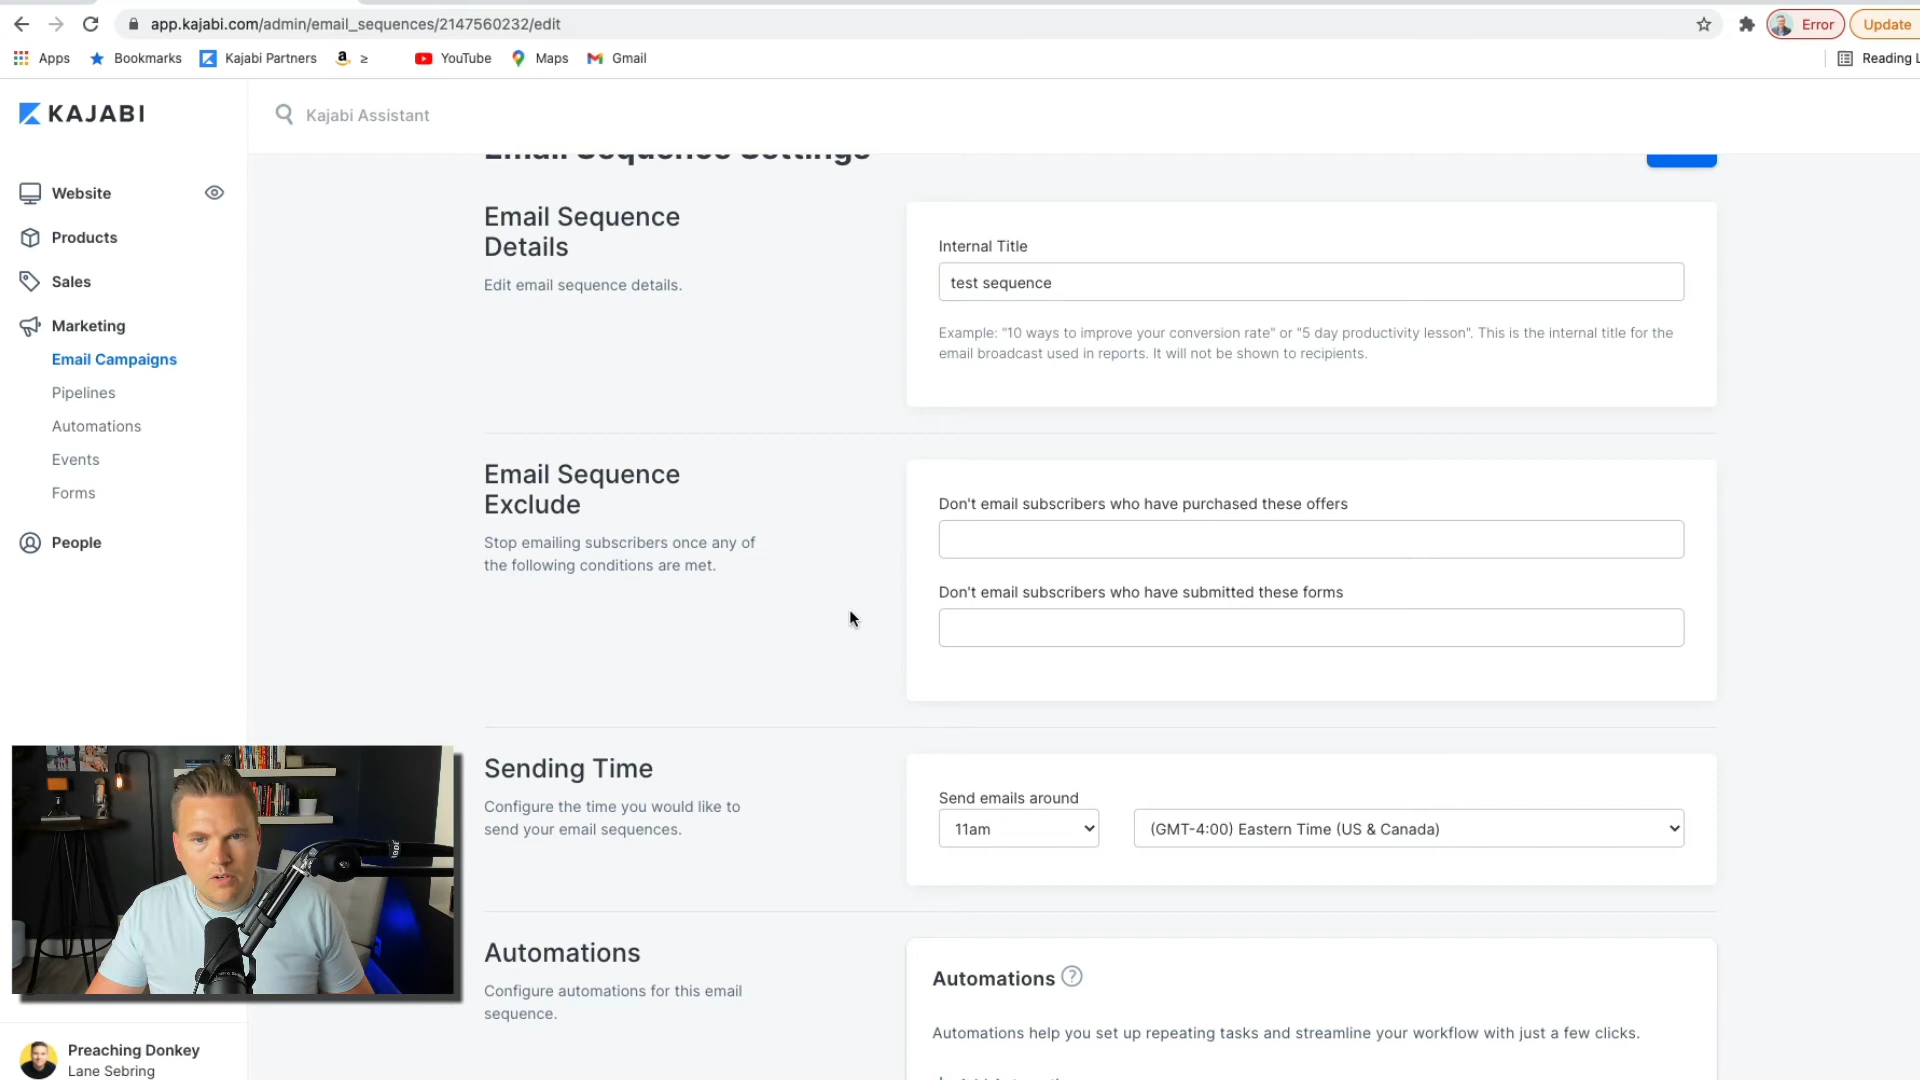 app.kajabi.com/admin/email_sequences/2147560232/edit
Error
Update
Apps
Bookmarks
Kajabi Partners
≥
YouTube
Maps
Gmail
Reading L
KAJABI
Kajabi Assistant
Website
Products
Sales
Marketing
Email Campaigns
Pipelines
Automations
Events
Forms
People
Preaching Donkey
Lane Sebring
Email Sequence Settings
Email Sequence
Details
Edit email sequence details.
Internal Title
test sequence
Example: "10 ways to improve your conversion rate" or "5 day productivity lesson". This is the internal title for the
email broadcast used in reports. It will not be shown to recipients.
Email Sequence
Exclude
Stop emailing subscribers once any of
the following conditions are met.
Don't email subscribers who have purchased these offers
Don't email subscribers who have submitted these forms
Sending Time
Configure the time you would like to
send your email sequences.
Send emails around
11am
(GMT-4:00) Eastern Time (US & Canada)
Automations
Configure automations for this email
sequence.
Automations
Automations help you set up repeating tasks and streamline your workflow with just a few clicks.